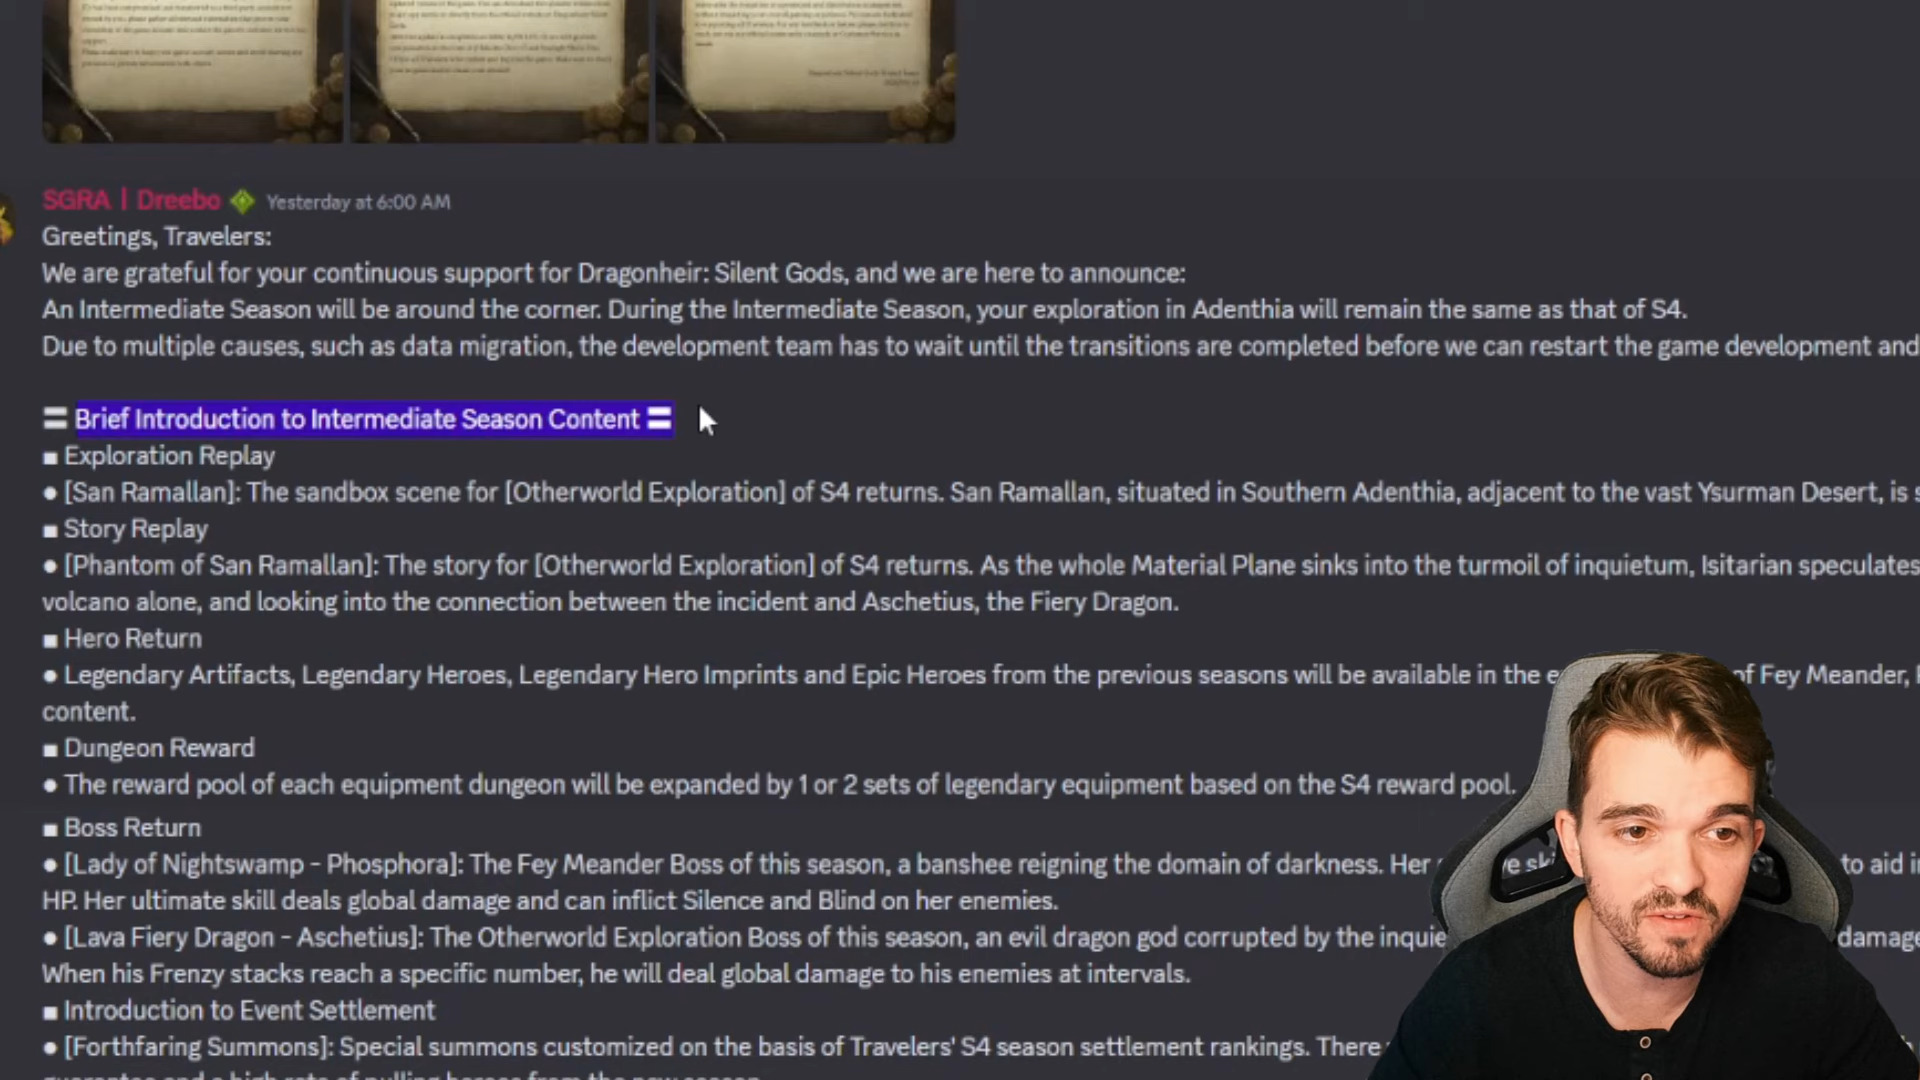 SGRA | Dreebo Yesterday at 6:00 AM
Greetings, Travelers:
We are grateful for your continuous support for Dragonheir: Silent Gods, and we are here to announce:
An Intermediate Season will be around the corner. During the Intermediate Season, your exploration in Adenthia will remain the same as that of S4.
Due to multiple causes, such as data migration, the development team has to wait until the transitions are completed before we can restart the game development and
= Brief Introduction to Intermediate Season Content =
■ Exploration Replay
● [San Ramallan]: The sandbox scene for [Otherworld Exploration] of S4 returns. San Ramallan, situated in Southern Adenthia, adjacent to the vast Ysurman Desert, is
■ Story Replay
● [Phantom of San Ramallan]: The story for [Otherworld Exploration] of S4 returns. As the whole Material Plane sinks into the turmoil of inquietum, Isitarian speculates
volcano alone, and looking into the connection between the incident and Aschetius, the Fiery Dragon.
■ Hero Return
● Legendary Artifacts, Legendary Heroes, Legendary Hero Imprints and Epic Heroes from the previous seasons will be available in the of Fey Meander,
content.
■ Dungeon Reward
● The reward pool of each equipment dungeon will be expanded by 1 or 2 sets of legendary equipment based on the S4 reward pool.
■ Boss Return
● [Lady of Nightswamp - Phosphora]: The Fey Meander Boss of this season, a banshee reigning the domain of darkness. Her to aid
HP. Her ultimate skill deals global damage and can inflict Silence and Blind on her enemies.
● [Lava Fiery Dragon - Aschetius]: The Otherworld Exploration Boss of this season, an evil dragon god corrupted by the damage
When his Frenzy stacks reach a specific number, he will deal global damage to his enemies at intervals.
■ Introduction to Event Settlement
● [Forthfaring Summons]: Special summons customized on the basis of Travelers' S4 season settlement rankings. There